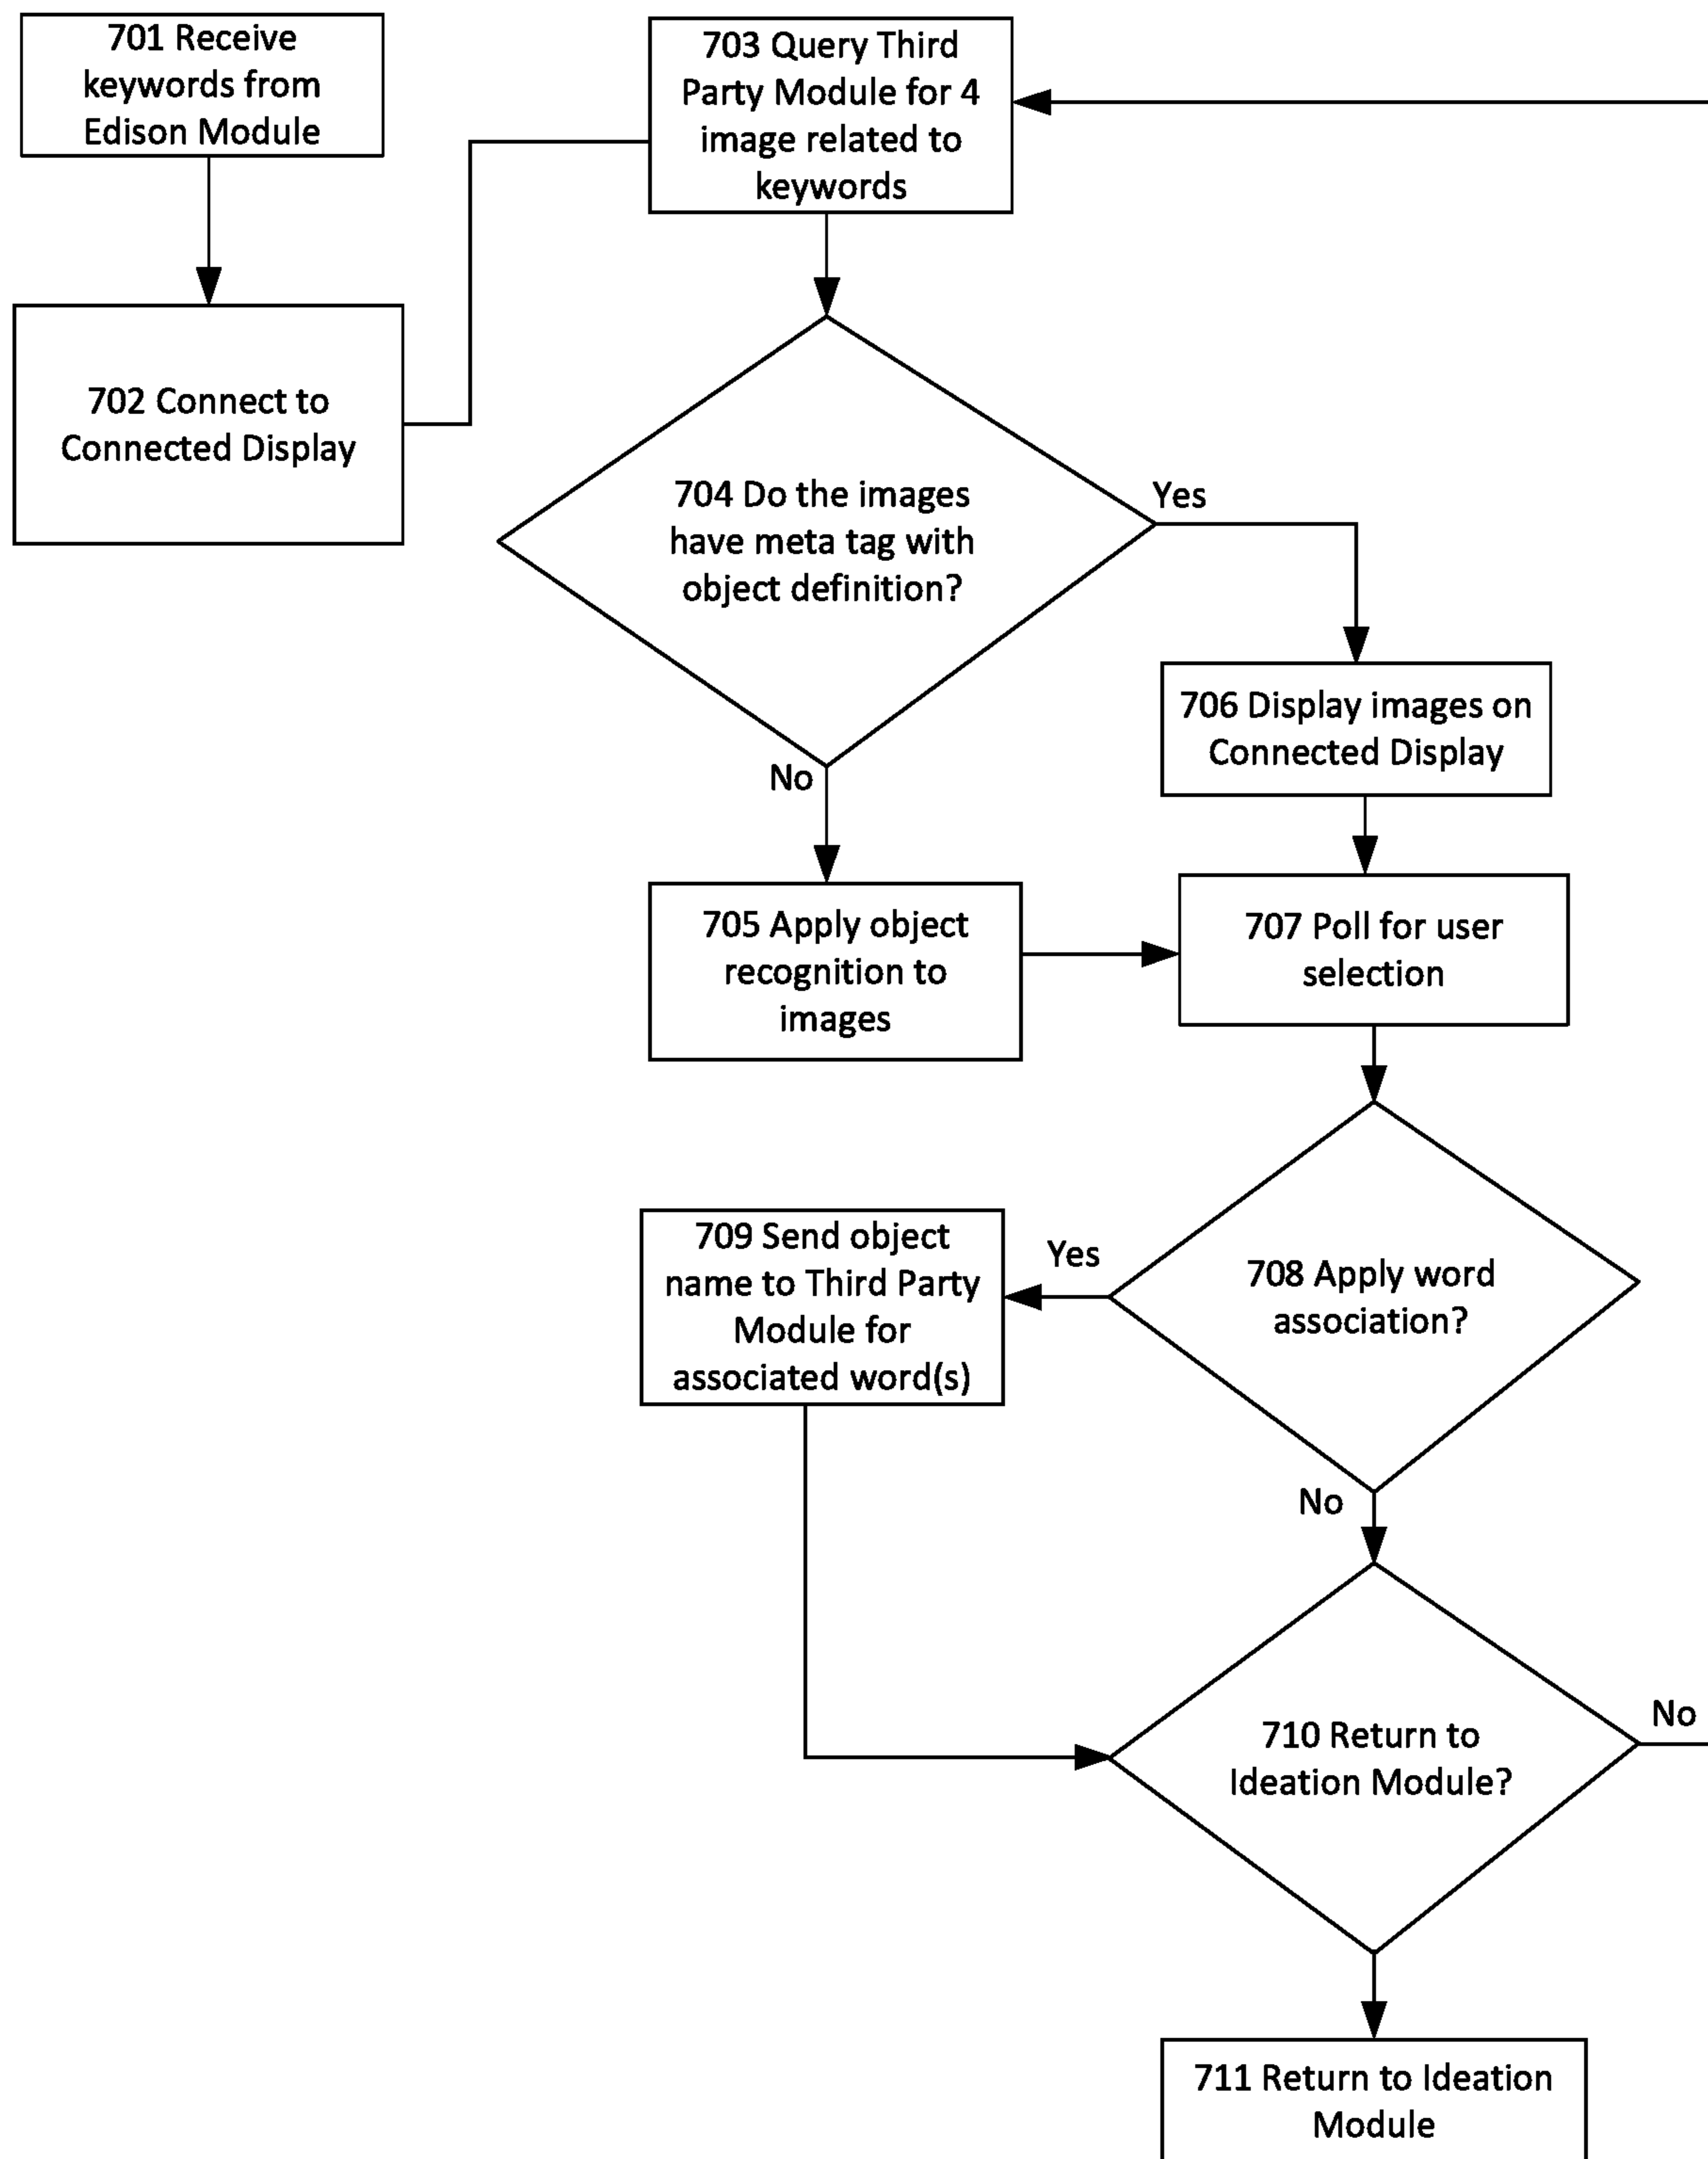 701 Receive
keywords from
Edison Module
703 Query Third
Party Module for 4
image related to
keywords
702 Connect to
Connected Display
704 Do the images
have meta tag with
object definition?
Yes
706 Display images on
Connected Display
No
705 Apply object
recognition to
images
707 Poll for user
selection
709 Send object
name to Third Party
Module for
associated word(s)
Yes
708 Apply word
association?
No
710 Return to
Ideation Module?
No
711 Return to Ideation
Module